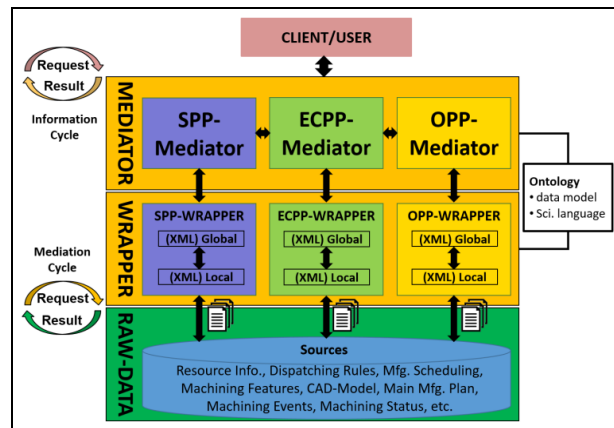 CLIENT/USER
Request
Result
Information
Cycle
MEDIATOR
SPP-
Mediator
ECPP-
Mediator
OPP-
Mediator
Ontology
• data model
• Sci. language
WRAPPER
SPP-WRAPPER
(XML) Global
(XML) Local
ECPP-WRAPPER
(XML) Global
(XML) Local
OPP-WRAPPER
(XML) Global
(XML) Local
Mediation
Cycle
Request
Result
RAW-DATA
Sources
Resource Info., Dispatching Rules, Mfg. Scheduling,
Machining Features, CAD-Model, Main Mfg. Plan,
Machining Events, Machining Status, etc.